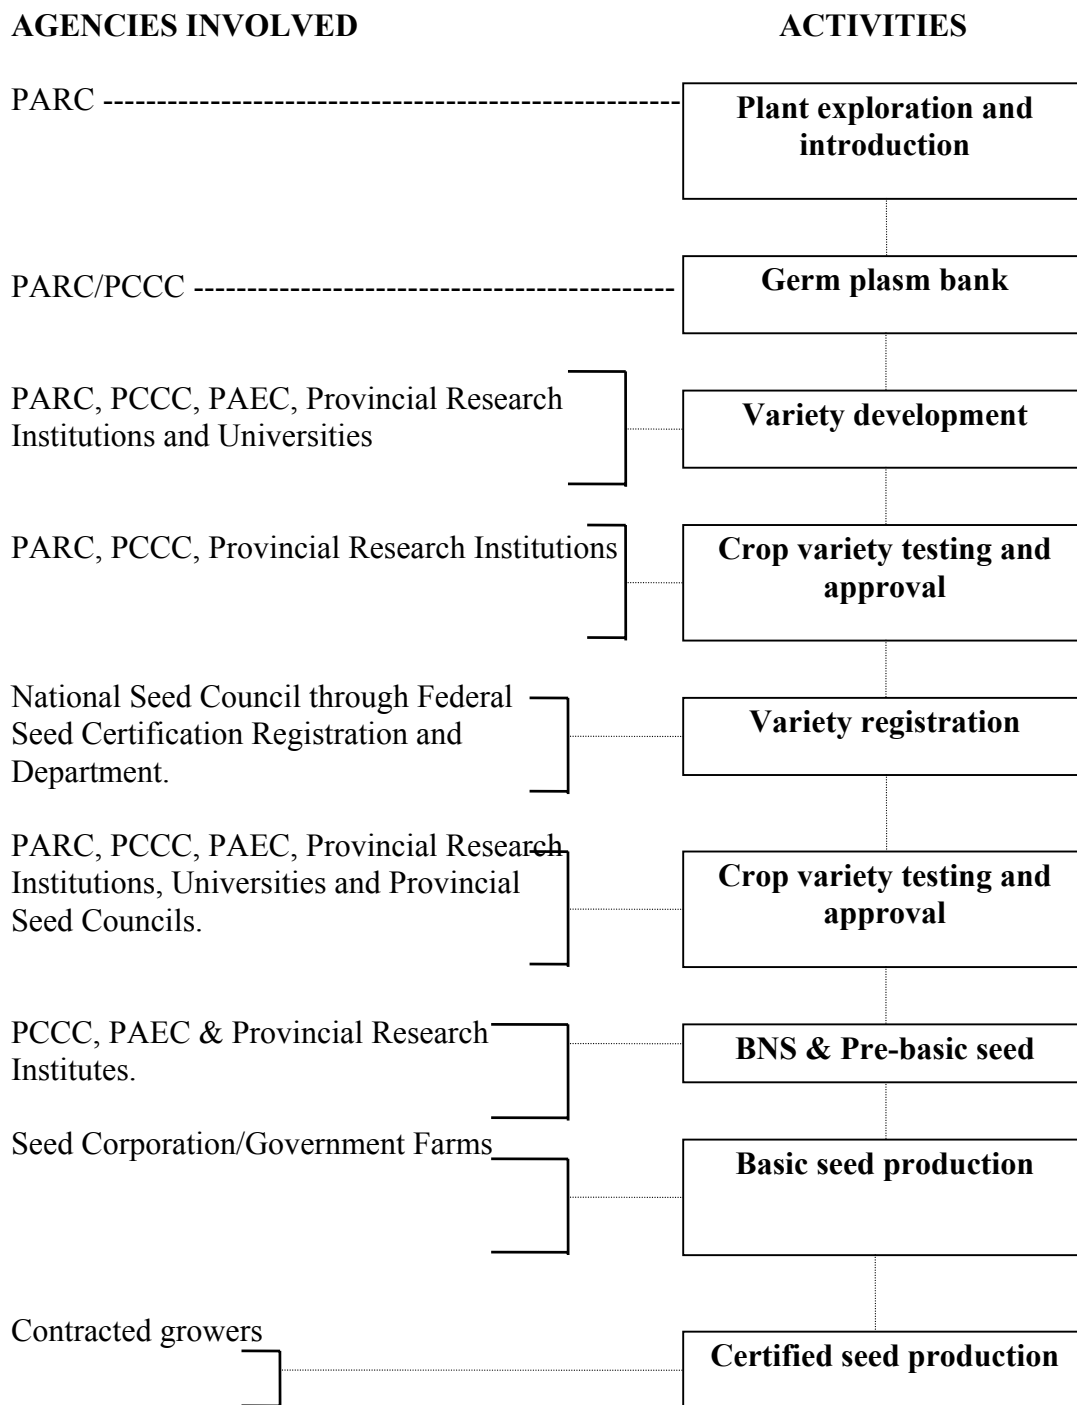 AGENCIES INVOLVED ACTIVITIES
PARC
Plant exploration and
introduction
PARC/PCCC
Germ plasm bank
PARC, PCCC, PAEC, Provincial Research
Institutions and Universities
Variety development
PARC, PCCC, Provincial Research Institutions
Crop variety testing and
approval
National Seed Council through Federal
Seed Certification Registration and
Department.
Variety registration
PARC, PCCC, PAEC, Provincial Research
Institutions, Universities and Provincial
Seed Councils.
Crop variety testing and
approval
PCCC, PAEC & Provincial Research
Institutes.
BNS & Pre-basic seed
Seed Corporation/Government Farms
Basic seed production
Contracted growers
Certified seed production